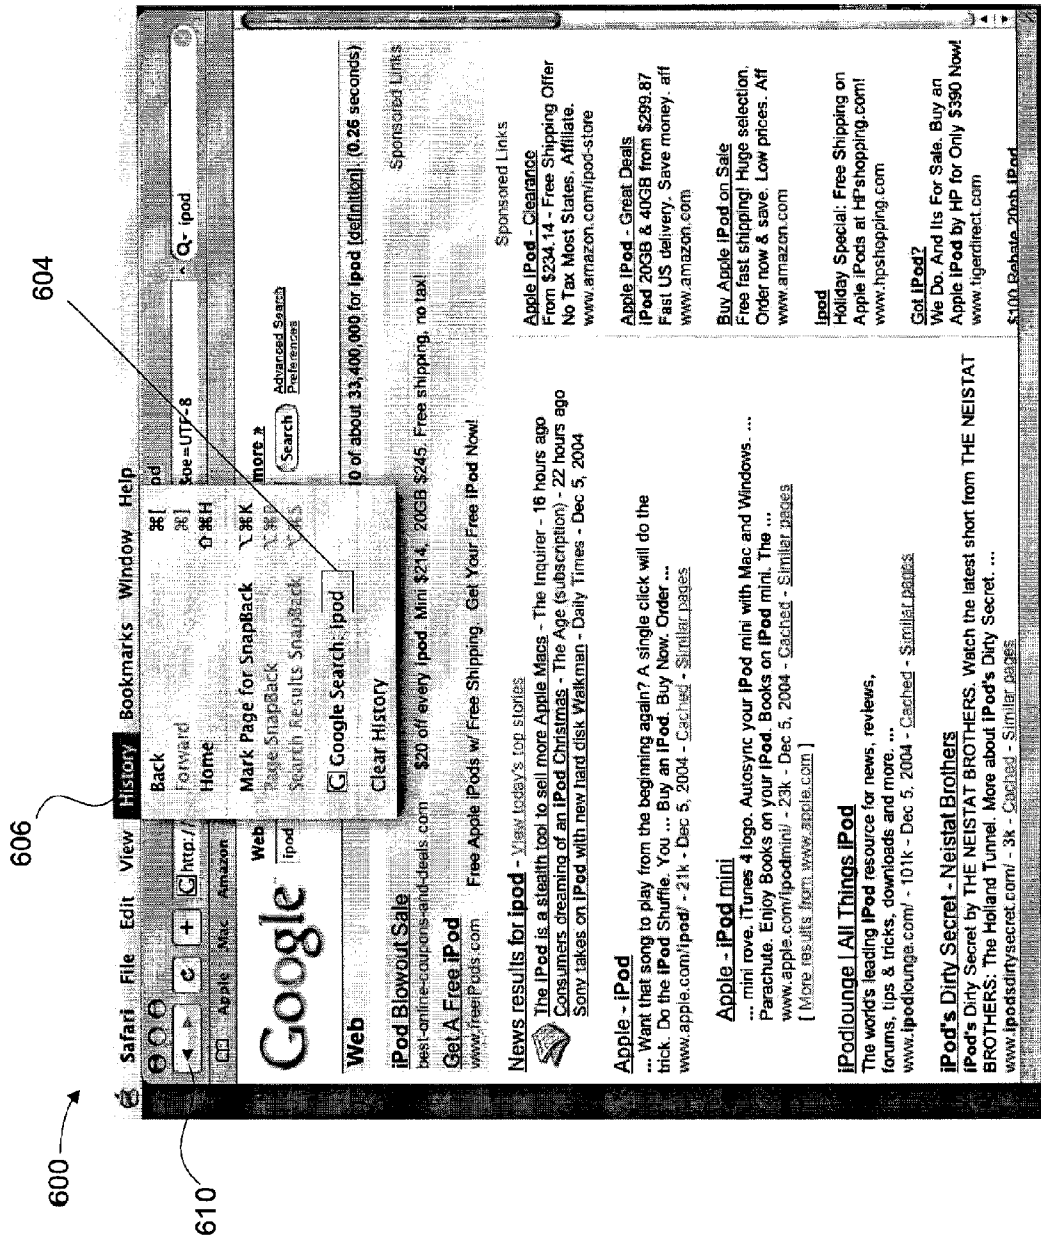 600
606
604
610
Safari File Edit View History Bookmarks Window Help
Back ⌘[
Forward ⌘]
Home ⇧⌘H
Mark Page for SnapBack ⌥⌘K
Page SnapBack ⌥⌘P
Search Results SnapBack ⌥⌘S
G Google Search: ipod
Clear History
od
G http://
&oe=UTF-8
Q- ipod
Apple Mac Amazon
Google
Web
more »
ipod
Search
Advanced Search
Preferences
Web
10 of about 33,400,000 for ipod [definition]. (0.26 seconds)
iPod Blowout Sale
best-online-coupons-and-deals.com $20 off every ipod Mini $214, 20GB $245. Free shipping, no tax!
Sponsored Links
Get A Free iPod
www.freeiPods.com Free Apple iPods w/ Free Shipping. Get Your Free iPod Now!
News results for ipod - View today's top stories
The iPod is a stealth tool to sell more Apple Macs - The Inquirer - 16 hours ago
Consumers dreaming of an iPod Christmas - The Age (subscription) - 22 hours ago
Sony takes on iPod with new hard disk Walkman - Daily Times - Dec 5, 2004
Apple - iPod
... Want that song to play from the beginning again? A single click will do the
trick. Do the iPod Shuffle. You ... Buy an iPod. Buy Now. Order ...
www.apple.com/ipod/ - 21k - Dec 5, 2004 - Cached - Similar pages
Apple - iPod mini
... mini rove. iTunes 4 logo. Autosync your iPod mini with Mac and Windows. ...
Parachute. Enjoy Books on your iPod. Books on iPod mini. The ...
www.apple.com/ipodmini/ - 23k - Dec 5, 2004 - Cached - Similar pages
[ More results from www.apple.com ]
iPodlounge | All Things iPod
The world's leading iPod resource for news, reviews,
forums, tips & tricks, downloads and more. ...
www.ipodlounge.com/ - 101k - Dec 5, 2004 - Cached - Similar pages
iPod's Dirty Secret - Neistat Brothers
iPod's Dirty Secret by THE NEISTAT BROTHERS. Watch the latest short from THE NEISTAT
BROTHERS: The Holland Tunnel. More about iPod's Dirty Secret. ...
www.ipodsdirtysecret.com/ - 3k - Cached - Similar pages
Sponsored Links
Apple iPod - Clearance
From $234.14 - Free Shipping Offer
No Tax Most States. Affiliate.
www.amazon.com/ipod-store
Apple iPod - Great Deals
iPod 20GB & 40GB from $299.87
Fast US delivery. Save money. aff
www.amazon.com
Buy Apple iPod on Sale
Free fast shipping! Huge selection.
Order now & save. Low prices. Aff
www.amazon.com
Ipod
Holiday Special: Free Shipping on
Apple iPods at HPshopping.com!
www.hpshopping.com
Got iPod?
We Do. And Its For Sale. Buy an
Apple iPod by HP for Only $390 Now!
www.tigerdirect.com
$100 Rebate 20gb iPod